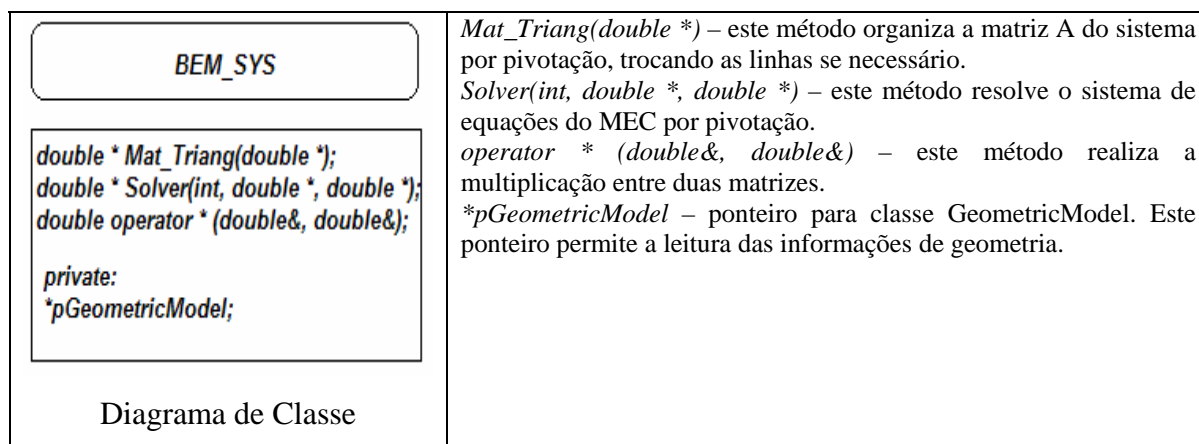 BEM_SYS
double * Mat_Triang(double *);
double * Solver(int, double *, double *);
double operator * (double&, double&);
private:
*pGeometricModel;
Diagrama de Classe
Mat_Triang(double *) – este método organiza a matriz A do sistema
por pivotação, trocando as linhas se necessário.
Solver(int, double *, double *) – este método resolve o sistema de
equações do MEC por pivotação.
operator * (double&, double&) – este método realiza a
multiplicação entre duas matrizes.
*pGeometricModel – ponteiro para classe GeometricModel. Este
ponteiro permite a leitura das informações de geometria.